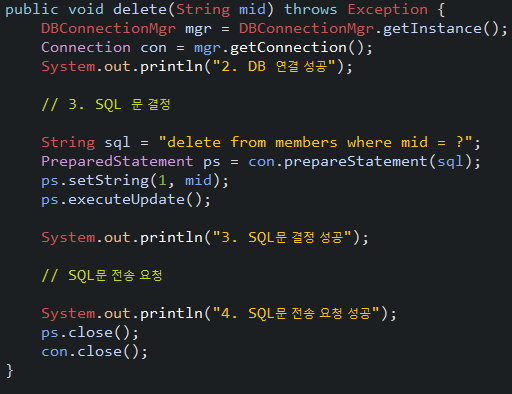 public void delete(String mid) throws Exception {
    DBConnectionMgr mgr = DBConnectionMgr.getInstance();
    Connection con = mgr.getConnection();
    System.out.println("2. DB 연결 성공");
    // 3. SQL 문 결정
    String sql = "delete from members where mid = ?";
    PreparedStatement ps = con.prepareStatement(sql);
    ps.setString(1, mid);
    ps.executeUpdate();
    System.out.println("3. SQL문 결정 성공");
    // SQL문 전송 요청
    System.out.println("4. SQL문 전송 요청 성공");
    ps.close();
    con.close();
}